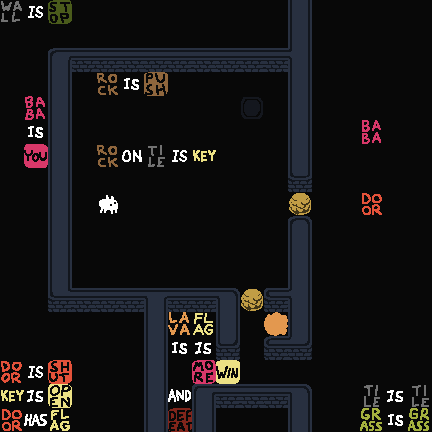 WALL IS STOP
ROCK IS PUSH
BABA
IS
YOU
BABA
ROCK ON TILE IS KEY
DOOR
LAVA FLAG
IS IS
MORE WIN
AND
DEFEAT
DOOR IS SHUT
KEY IS OPEN
DOOR HAS FLAG
TILE IS TILE
GRASS IS GRASS